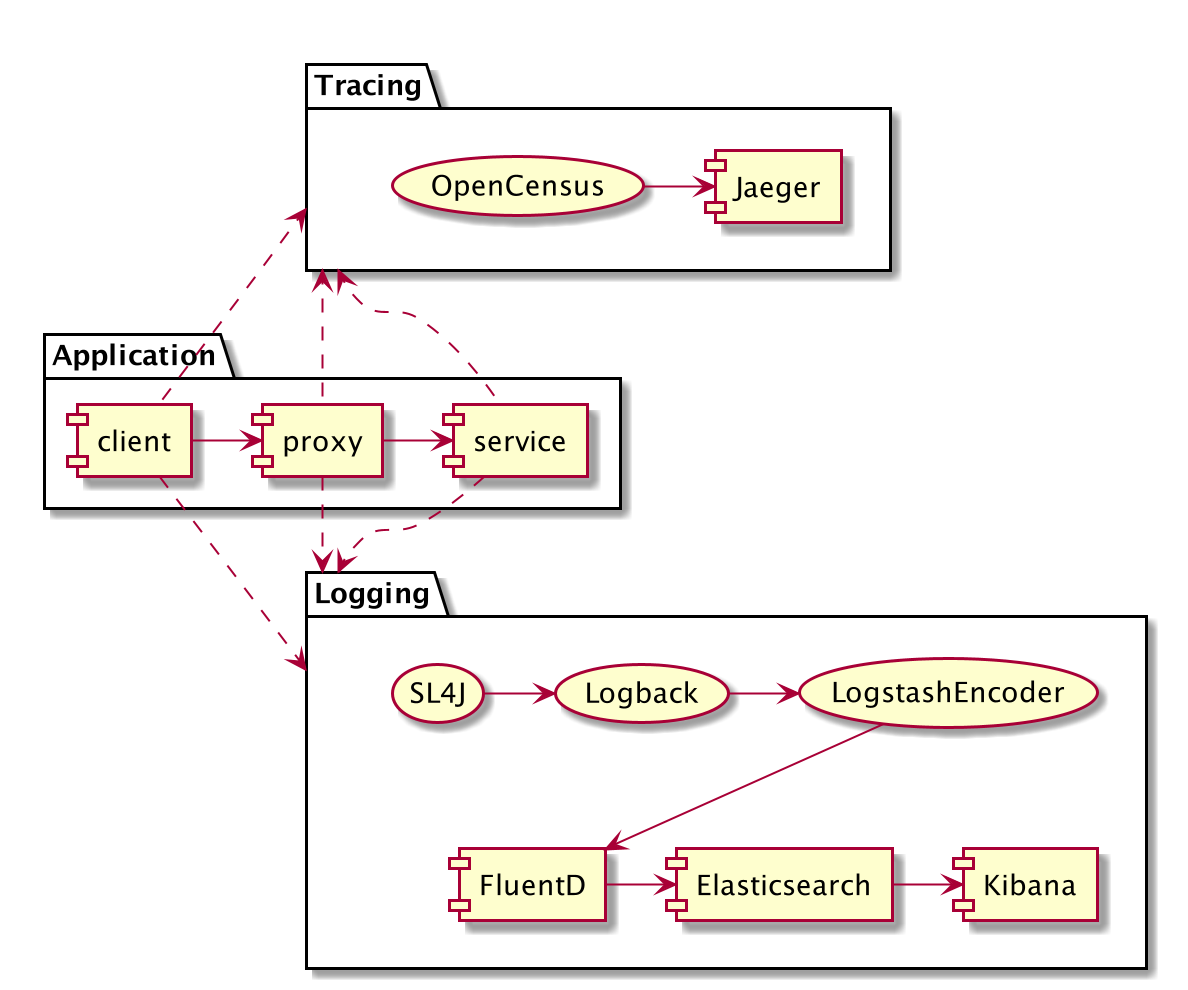 Tracing
OpenCensus
Jaeger
Application
client
proxy
service
Logging
SL4J
Logback
LogstashEncoder
FluentD
Elasticsearch
Kibana